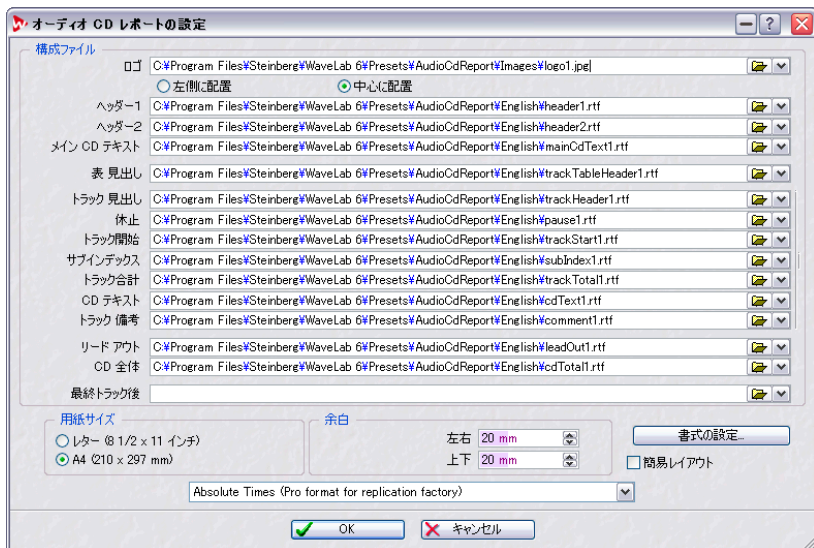 オーディオ CD レポートの設定
構成ファイル
ロゴ C:¥Program Files¥Steinberg¥WaveLab 6¥Presets¥AudioCdReport¥Images¥logo1.jpg
左側に配置 中心に配置
ヘッダー1 C:¥Program Files¥Steinberg¥WaveLab 6¥Presets¥AudioCdReport¥English¥header1.rtf
ヘッダー2 C:¥Program Files¥Steinberg¥WaveLab 6¥Presets¥AudioCdReport¥English¥header2.rtf
メイン CD テキスト C:¥Program Files¥Steinberg¥WaveLab 6¥Presets¥AudioCdReport¥English¥mainCdText1.rtf
表 見出し C:¥Program Files¥Steinberg¥WaveLab 6¥Presets¥AudioCdReport¥English¥trackTableHeader1.rtf
トラック 見出し C:¥Program Files¥Steinberg¥WaveLab 6¥Presets¥AudioCdReport¥English¥trackHeader1.rtf
休止 C:¥Program Files¥Steinberg¥WaveLab 6¥Presets¥AudioCdReport¥English¥pause1.rtf
トラック開始 C:¥Program Files¥Steinberg¥WaveLab 6¥Presets¥AudioCdReport¥English¥trackStart1.rtf
サブインデックス C:¥Program Files¥Steinberg¥WaveLab 6¥Presets¥AudioCdReport¥English¥subIndex1.rtf
トラック合計 C:¥Program Files¥Steinberg¥WaveLab 6¥Presets¥AudioCdReport¥English¥trackTotal1.rtf
CD テキスト C:¥Program Files¥Steinberg¥WaveLab 6¥Presets¥AudioCdReport¥English¥cdText1.rtf
トラック 備考 C:¥Program Files¥Steinberg¥WaveLab 6¥Presets¥AudioCdReport¥English¥comment1.rtf
リード アウト C:¥Program Files¥Steinberg¥WaveLab 6¥Presets¥AudioCdReport¥English¥leadOut1.rtf
CD 全体 C:¥Program Files¥Steinberg¥WaveLab 6¥Presets¥AudioCdReport¥English¥cdTotal1.rtf
最終トラック後
用紙サイズ
レター (8 1/2 x 11 インチ)
A4 (210 x 297 mm)
余白
左右 20 mm
上下 20 mm
書式の設定...
簡易レイアウト
Absolute Times (Pro format for replication factory)
OK キャンセル